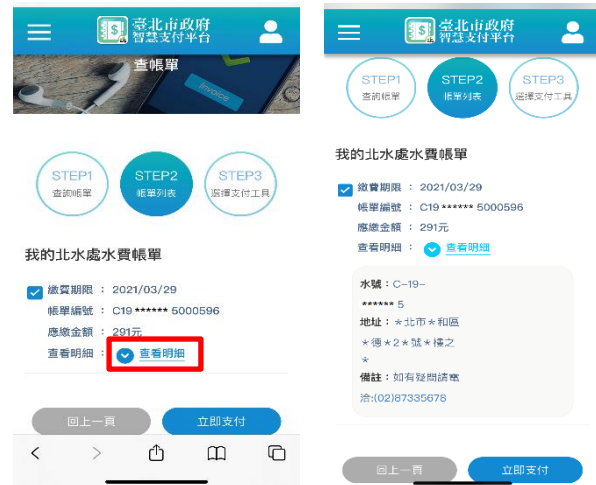 臺北市政府
智慧支付平台
查帳單
Invoice
STEP1
查詢帳單
STEP2
帳單列表
STEP3
選擇支付工具
我的北水處水費帳單
繳費期限 : 2021/03/29
帳單編號 : C19 ****** 5000596
應繳金額 : 291元
查看明細 : 查看明細
回上一頁
立即支付
臺北市政府
智慧支付平台
STEP1
查詢帳單
STEP2
帳單列表
STEP3
選擇支付工具
我的北水處水費帳單
繳費期限 : 2021/03/29
帳單編號 : C19 ****** 5000596
應繳金額 : 291元
查看明細 : 查看明細
水號：C-19-
****** 5
地址：＊北市＊和區
＊德＊2＊號＊樓之
＊
備註：如有疑問請電
洽:(02)87335678
回上一頁
立即支付